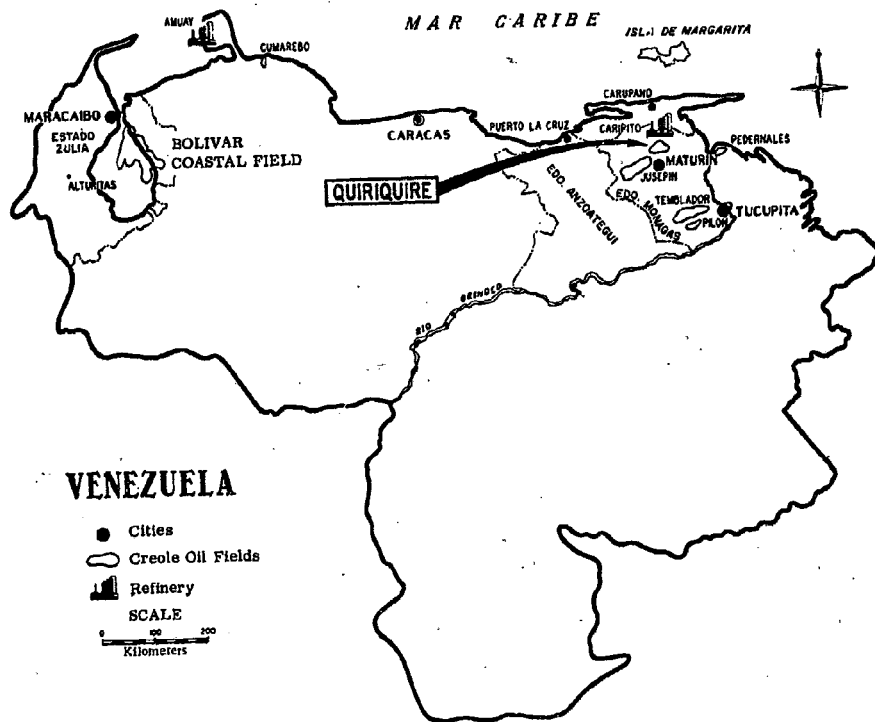 MAR CARIBE
AMUAY
ISLA DE MARGARITA
CUMAREBO
CARUPANO
MARACAIBO
CARACAS
PUERTO LA CRUZ
CARIPITO
ESTADO
ZULIA
BOLIVAR
COASTAL FIELD
PEDERNALES
MATURIN
JUSEPIN
ALTURITAS
QUIRIQUIRE
EDO. ANZOATEGUI
EDO. MONAGAS
TEMBLADOR
TUCUPITA
PILON
RIO ORINOCO
VENEZUELA
Cities
Creole Oil Fields
Refinery
SCALE
0 100 200
Kilometers